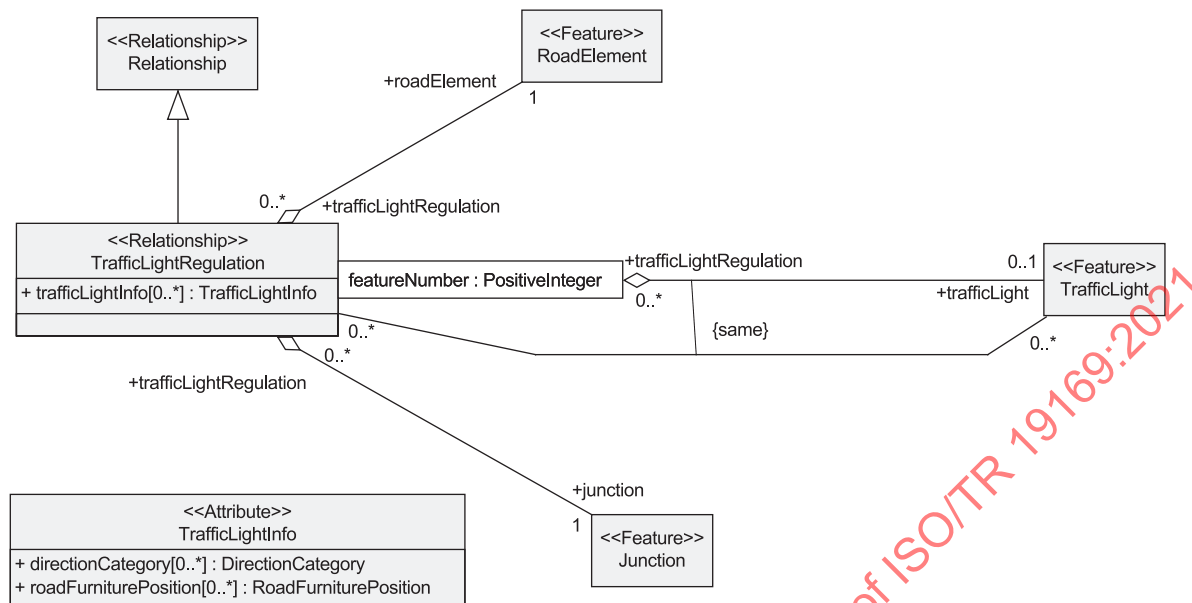 <<Relationship>>
Relationship
<<Feature>>
RoadElement
+roadElement
1
0..*
+trafficLightRegulation
<<Relationship>>
TrafficLightRegulation
+ trafficLightInfo[0..*] : TrafficLightInfo
featureNumber : PositiveInteger
+trafficLightRegulation
0..*
0..1
+trafficLight
<<Feature>>
TrafficLight
{same}
0..*
0..*
0..*
+trafficLightRegulation
+junction
1
<<Feature>>
Junction
<<Attribute>>
TrafficLightInfo
+ directionCategory[0..*] : DirectionCategory
+ roadFurniturePosition[0..*] : RoadFurniturePosition
of ISO/TR 19169:2021